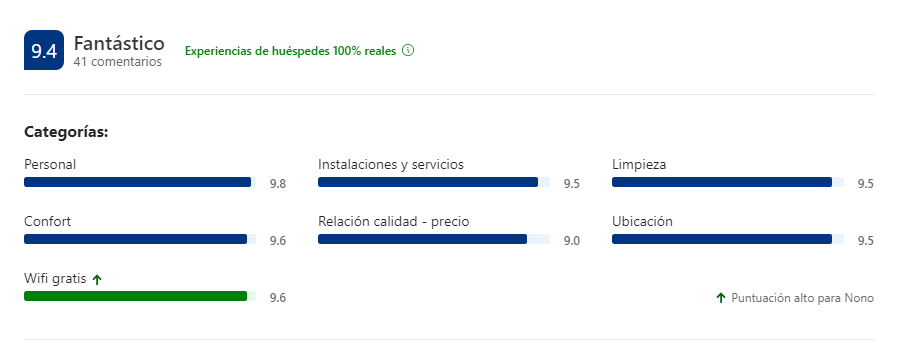 9.4
Fantástico
41 comentarios
Experiencias de huéspedes 100% reales
Categorías:
Personal
9.8
Instalaciones y servicios
9.5
Limpieza
9.5
Confort
9.6
Relación calidad - precio
9.0
Ubicación
9.5
Wifi gratis
9.6
Puntuación alto para Nono